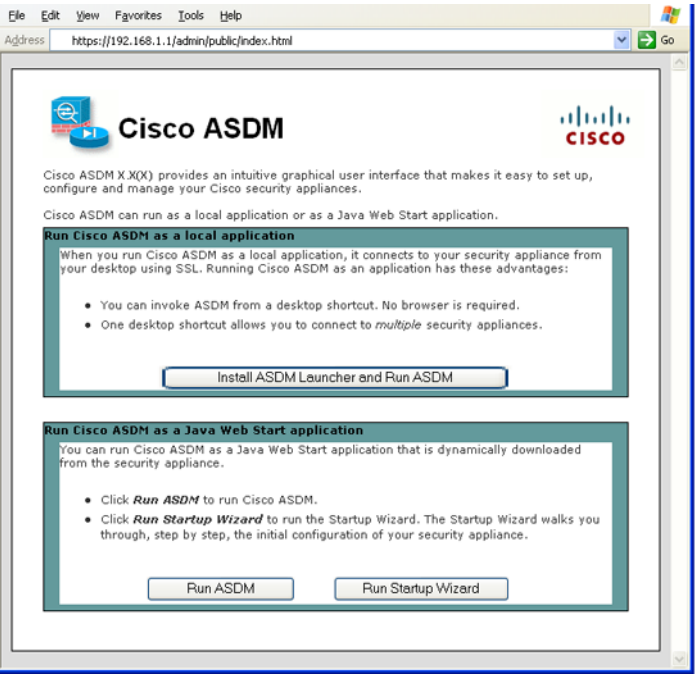 File Edit View Favorites Tools Help
Address https://192.168.1.1/admin/public/index.html Go
Cisco ASDM
CISCO
Cisco ASDM X.X(X) provides an intuitive graphical user interface that makes it easy to set up,
configure and manage your Cisco security appliances.
Cisco ASDM can run as a local application or as a Java Web Start application.
Run Cisco ASDM as a local application
When you run Cisco ASDM as a local application, it connects to your security appliance from
your desktop using SSL. Running Cisco ASDM as an application has these advantages:
• You can invoke ASDM from a desktop shortcut. No browser is required.
• One desktop shortcut allows you to connect to multiple security appliances.
Install ASDM Launcher and Run ASDM
Run Cisco ASDM as a Java Web Start application
You can run Cisco ASDM as a Java Web Start application that is dynamically downloaded
from the security appliance.
• Click Run ASDM to run Cisco ASDM.
• Click Run Startup Wizard to run the Startup Wizard. The Startup Wizard walks you
through, step by step, the initial configuration of your security appliance.
Run ASDM Run Startup Wizard